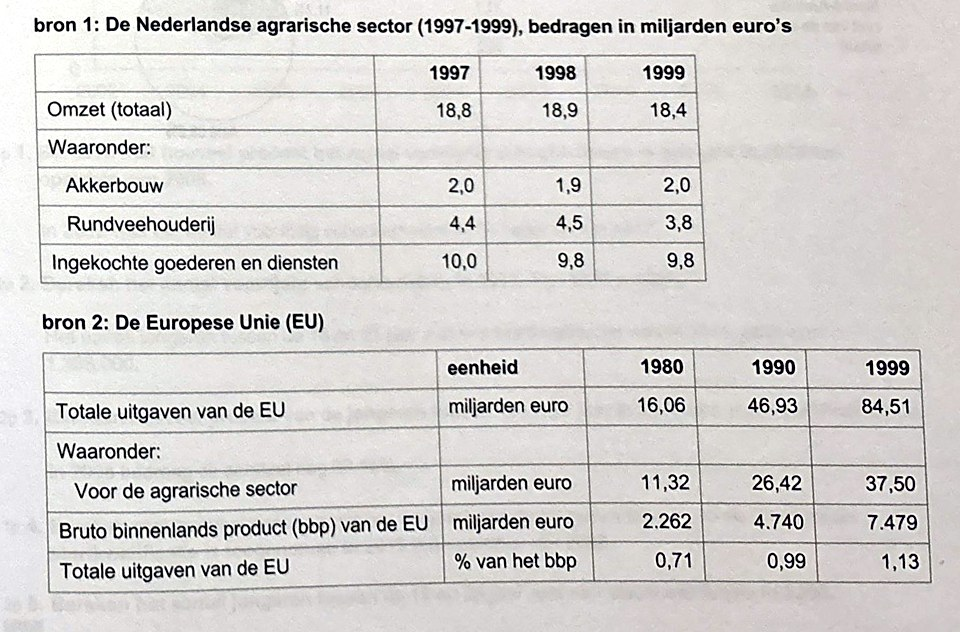 bron 1: De Nederlandse agrarische sector (1997-1999), bedragen in miljarden euro's
1997 1998 1999
Omzet (totaal) 18,8 18,9 18,4
Waaronder:
Akkerbouw 2,0 1,9 2,0
Rundveehouderij 4,4 4,5 3,8
Ingekochte goederen en diensten 10,0 9,8 9,8
bron 2: De Europese Unie (EU)
eenheid 1980 1990 1999
Totale uitgaven van de EU miljarden euro 16,06 46,93 84,51
Waaronder:
Voor de agrarische sector miljarden euro 11,32 26,42 37,50
Bruto binnenlands product (bbp) van de EU miljarden euro 2.262 4.740 7.479
Totale uitgaven van de EU % van het bbp 0,71 0,99 1,13